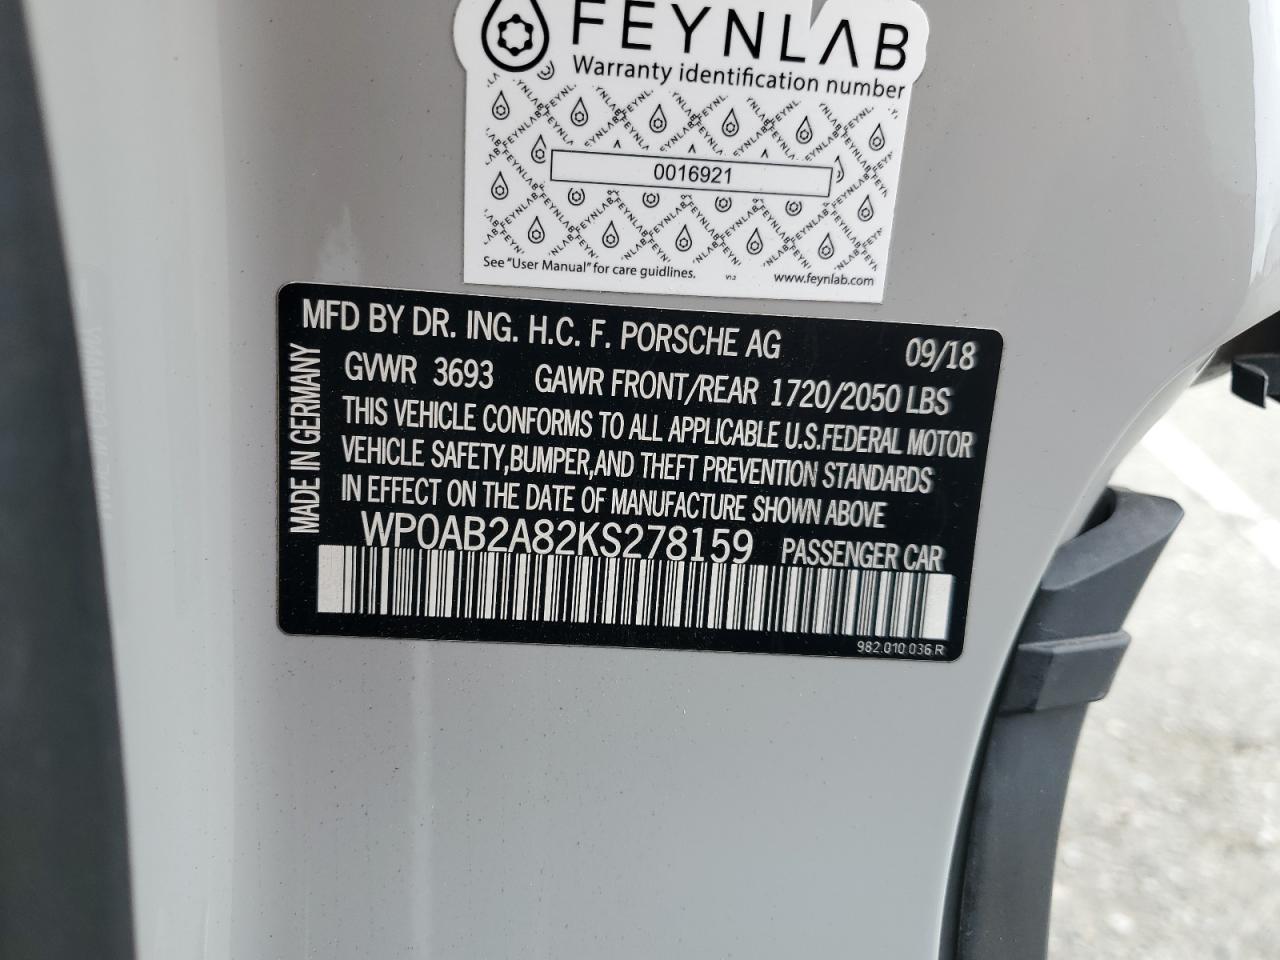 FEYNLAB
Warranty identification number
0016921
See "User Manual" for care guidlines.
V1.2
www.feynlab.com
MFD BY DR. ING. H.C. F. PORSCHE AG 09/18
GVWR 3693 GAWR FRONT/REAR 1720/2050 LBS
THIS VEHICLE CONFORMS TO ALL APPLICABLE U.S.FEDERAL MOTOR
VEHICLE SAFETY,BUMPER,AND THEFT PREVENTION STANDARDS
IN EFFECT ON THE DATE OF MANUFACTURE SHOWN ABOVE
WP0AB2A82KS278159 PASSENGER CAR
MADE IN GERMANY
982.010.036.R